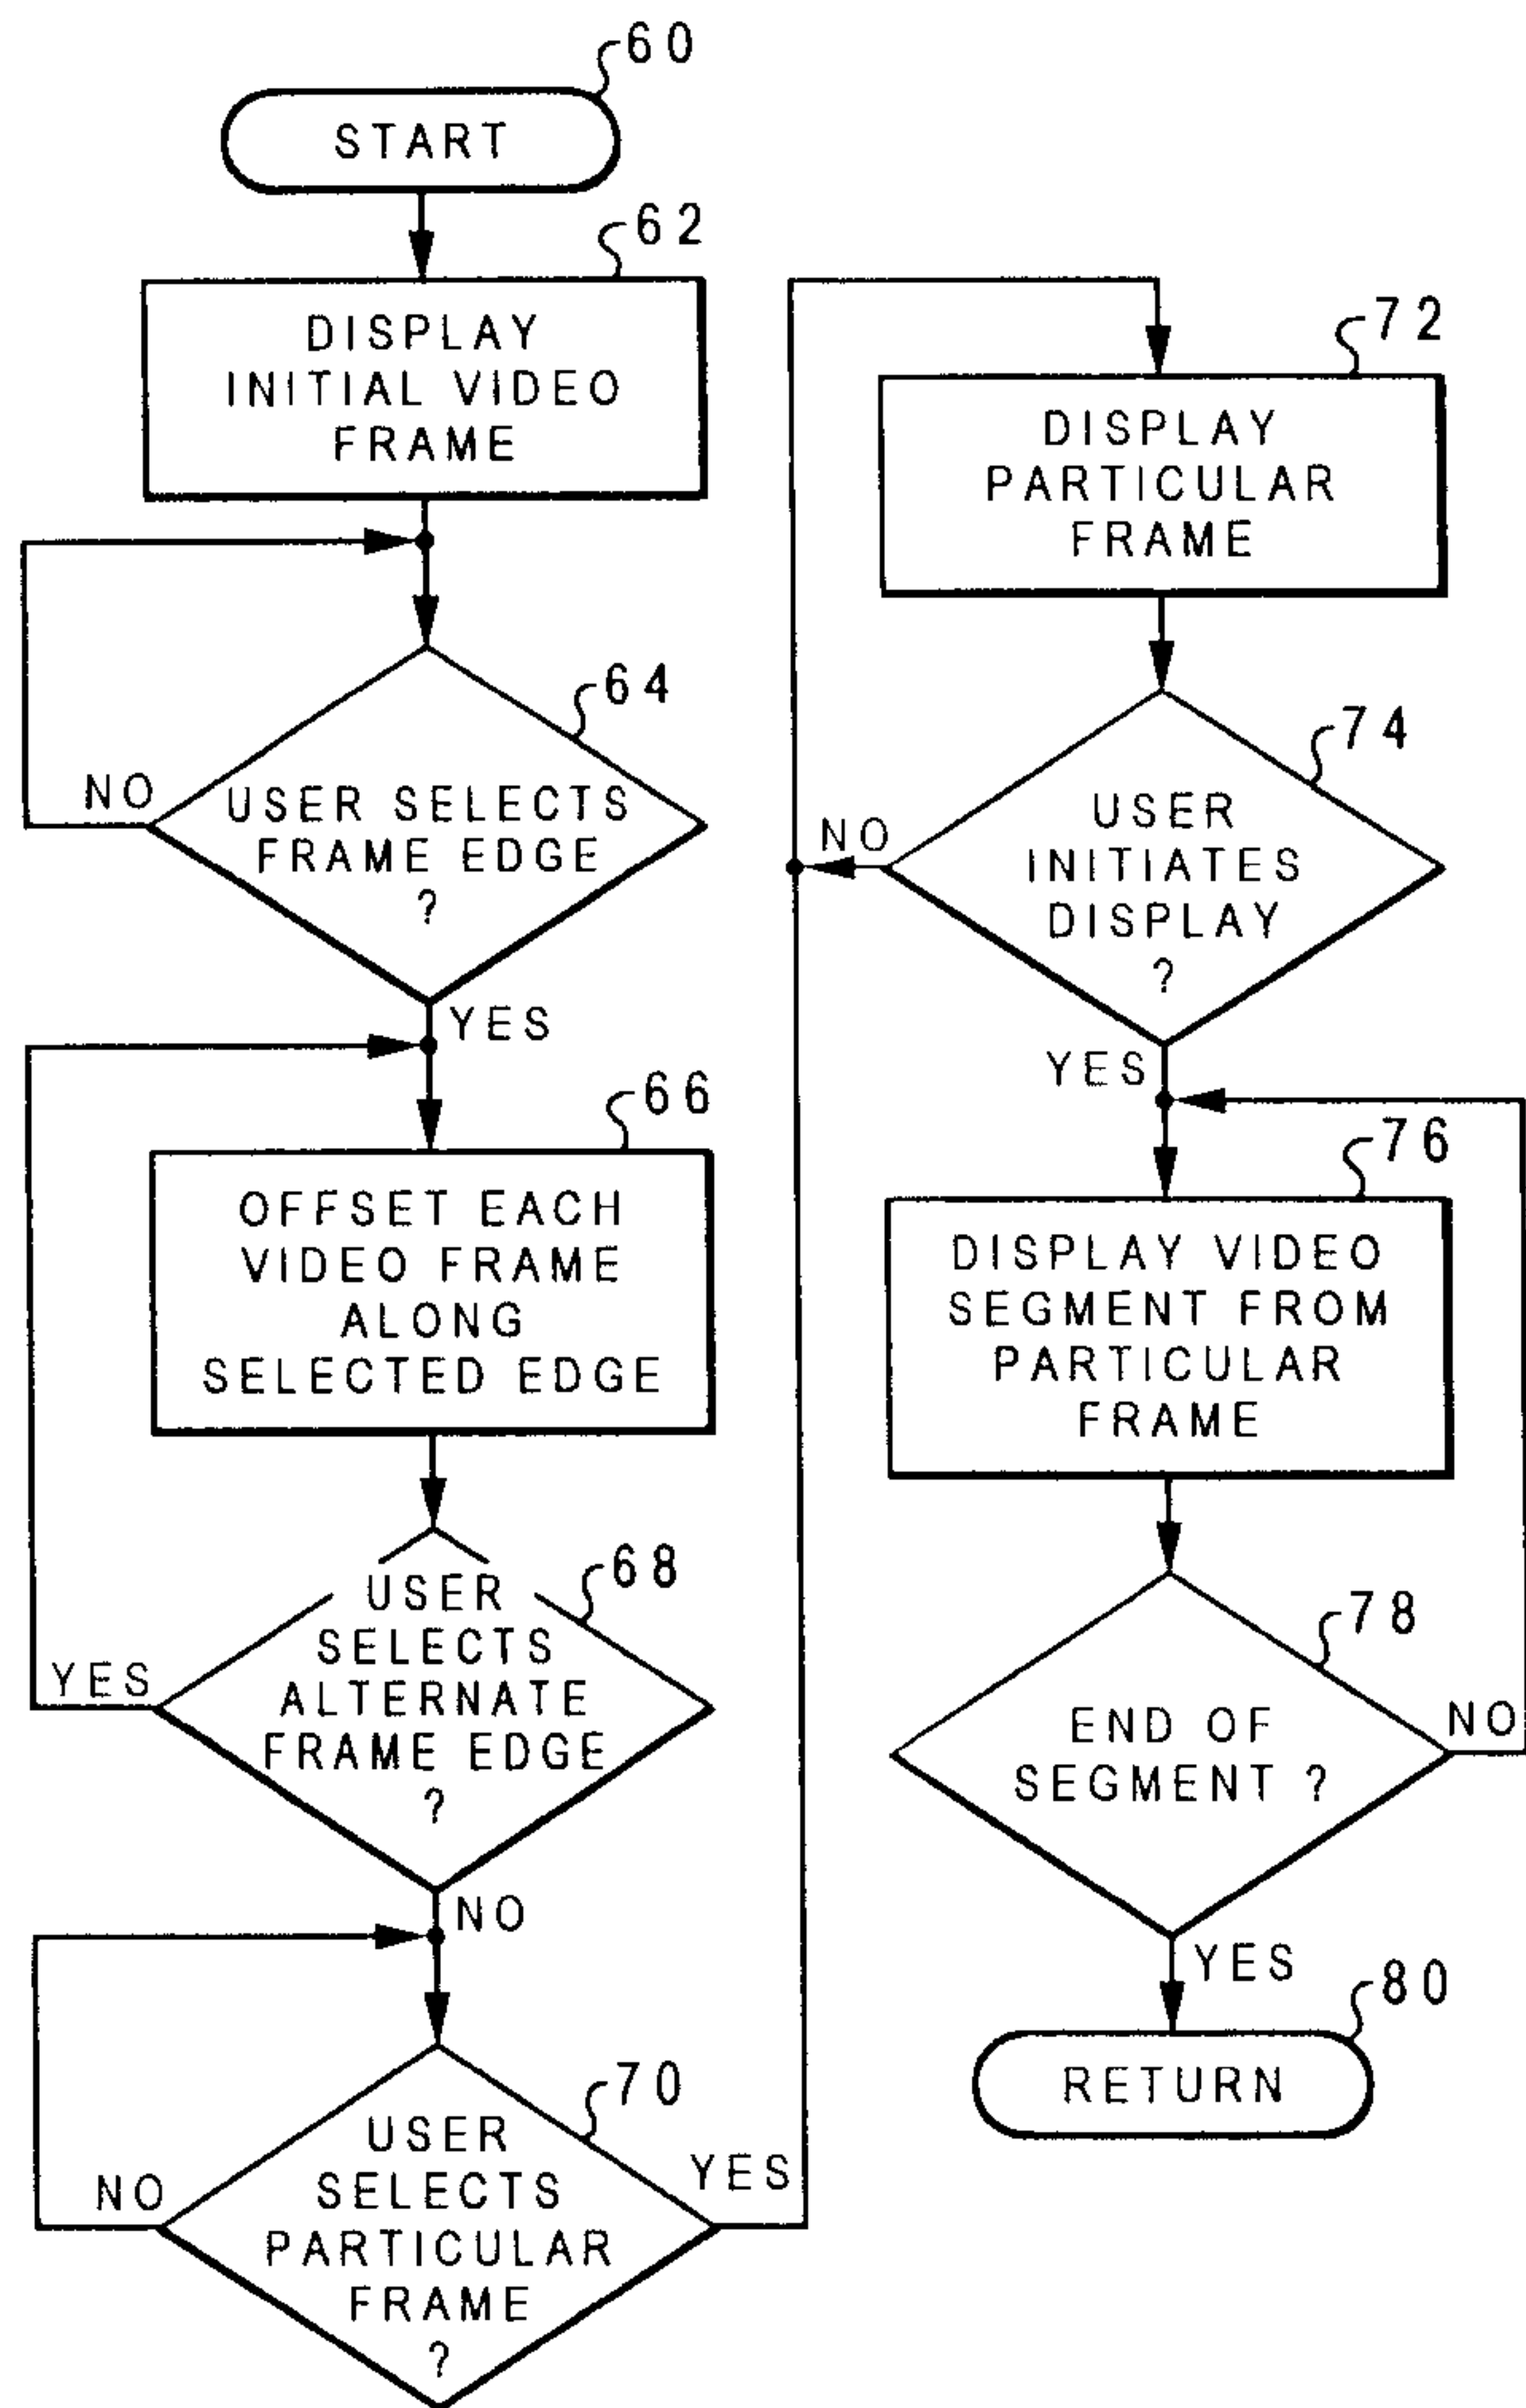 60
START
62
DISPLAY
INITIAL VIDEO
FRAME
64
NO
USER SELECTS
FRAME EDGE
?
YES
66
OFFSET EACH
VIDEO FRAME
ALONG
SELECTED EDGE
68
USER
SELECTS
ALTERNATE
FRAME EDGE
?
YES
NO
70
USER
SELECTS
PARTICULAR
FRAME
?
NO
YES
72
DISPLAY
PARTICULAR
FRAME
74
NO
USER
INITIATES
DISPLAY
?
YES
76
DISPLAY VIDEO
SEGMENT FROM
PARTICULAR
FRAME
78
END OF
SEGMENT ?
NO
YES
80
RETURN